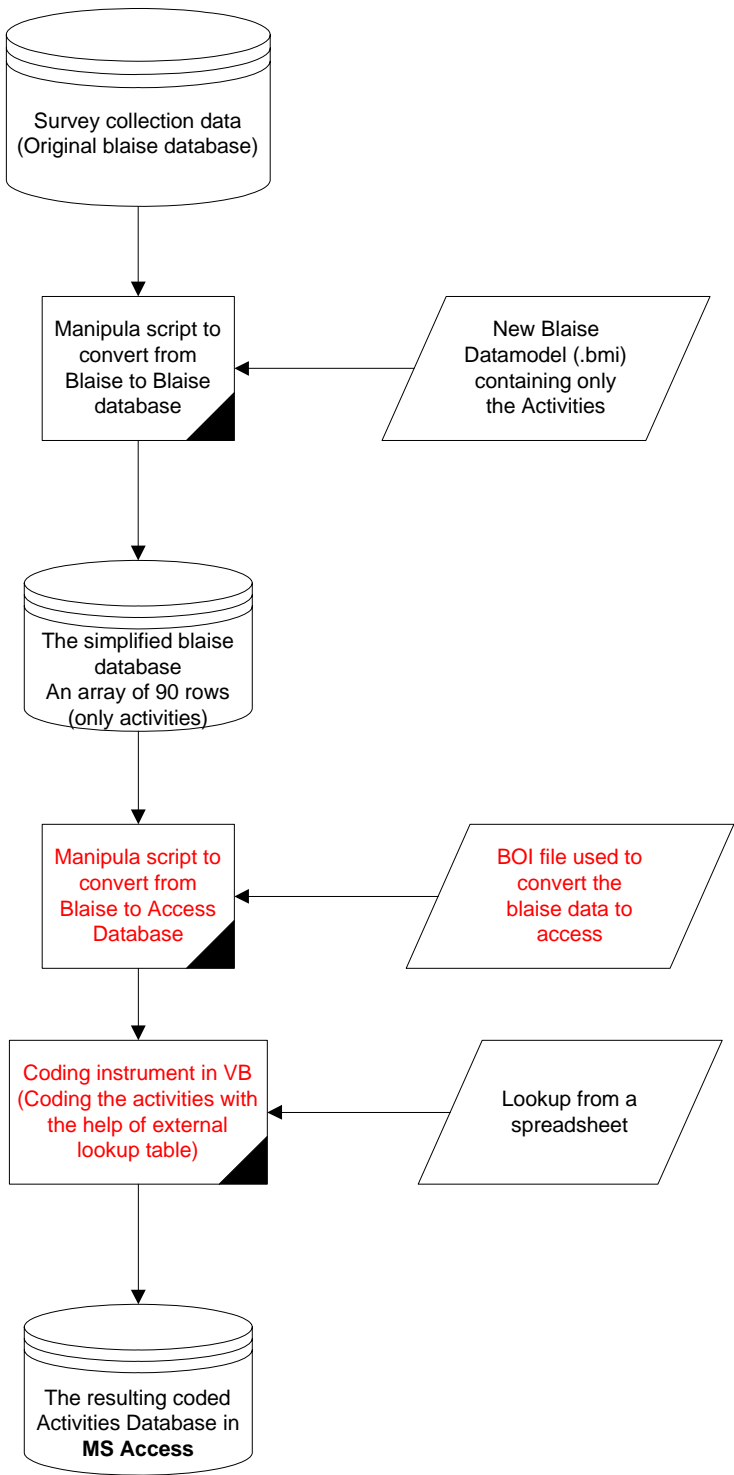 Survey collection data
(Original blaise database)
Manipula script to
convert from
Blaise to Blaise
database
New Blaise
Datamodel (.bmi)
containing only
the Activities
The simplified blaise
database
An array of 90 rows
(only activities)
Manipula script to
convert from
Blaise to Access
Database
BOI file used to
convert the
blaise data to
access
Coding instrument in VB
(Coding the activities with
the help of external
lookup table)
Lookup from a
spreadsheet
The resulting coded
Activities Database in
MS Access